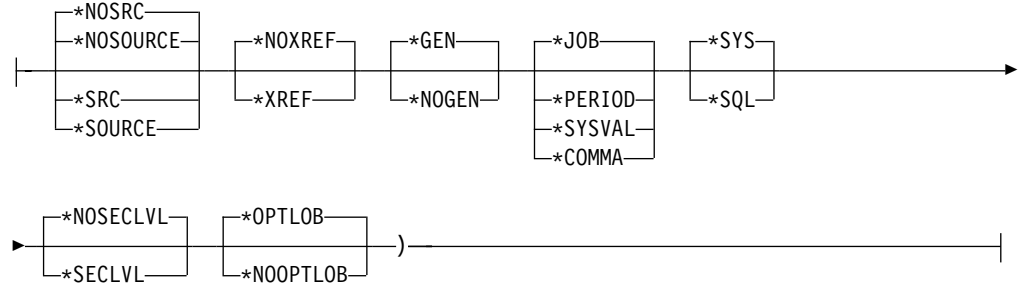 *NOSRC
*NOSOURCE *NOXREF *GEN *JOB *SYS
*SRC *XREF *NOGEN *PERIOD *SQL
*SOURCE *SYSVAL
*COMMA
*NOSECLVL *OPTLOB
)
*SECLVL *NOOPTLOB